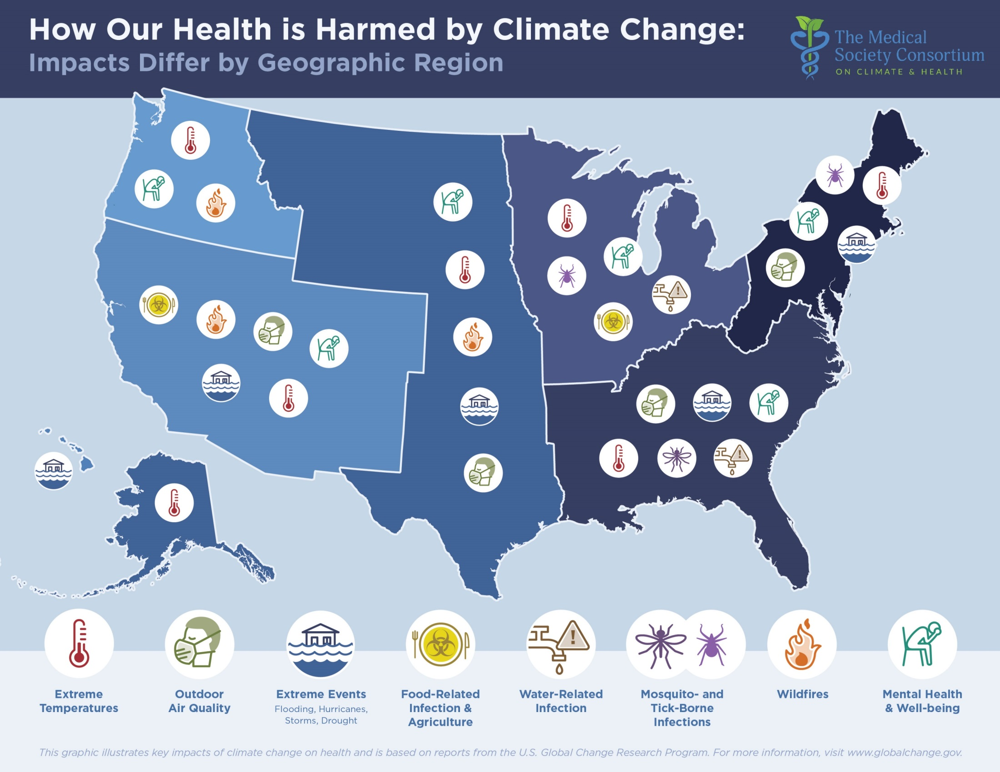 How Our Health is Harmed by Climate Change:
Impacts Differ by Geographic Region
The Medical
Society Consortium
ON CLIMATE & HEALTH
!
!
!
Extreme
Temperatures
Outdoor
Air Quality
Extreme Events
Flooding, Hurricanes,
Storms, Drought
Food-Related
Infection &
Agriculture
Water-Related
Infection
Mosquito- and
Tick-Borne
Infections
Wildfires
Mental Health
& Well-being
This graphic illustrates key impacts of climate change on health and is based on reports from the U.S. Global Change Research Program. For more information, visit www.globalchange.gov.